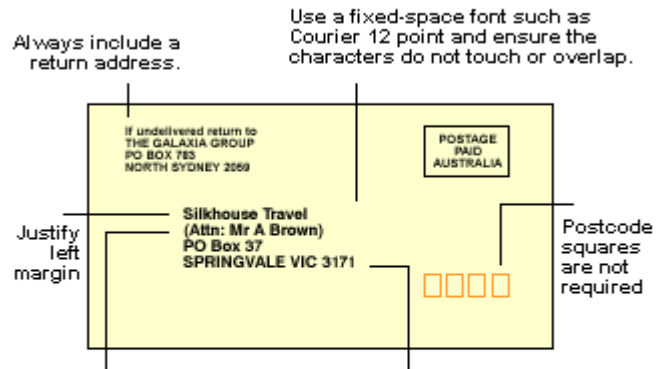 Always include a
return address.
Use a fixed-space font such as
Courier 12 point and ensure the
characters do not touch or overlap.
If undelivered return to
THE GALAXIA GROUP
PO BOX 783
NORTH SYDNEY 2059
POSTAGE
PAID
AUSTRALIA
Silkhouse Travel
(Attn: Mr A Brown)
PO Box 37
SPRINGVALE VIC 3171
Justify
left
margin
Postcode
squares
are not
required